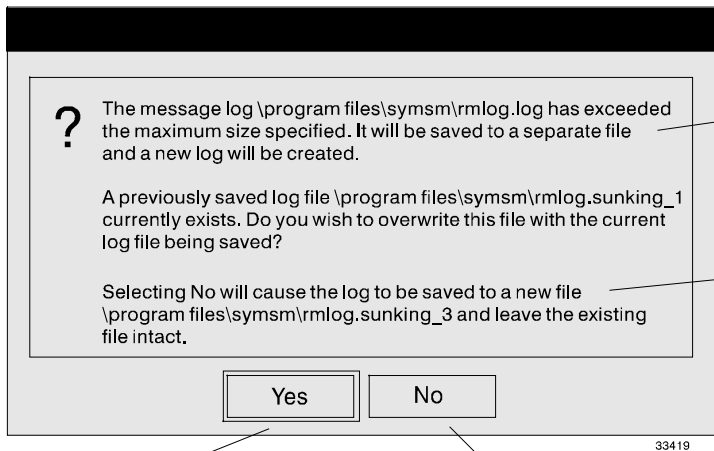 The message log \program files\symsm\rmlog.log has exceeded
the maximum size specified. It will be saved to a separate file
and a new log will be created.
A previously saved log file \program files\symsm\rmlog.sunking_1
currently exists. Do you wish to overwrite this file with the current
log file being saved?
Selecting No will cause the log to be saved to a new file
\program files\symsm\rmlog.sunking_3 and leave the existing
file intact.
?
Yes
No
33419